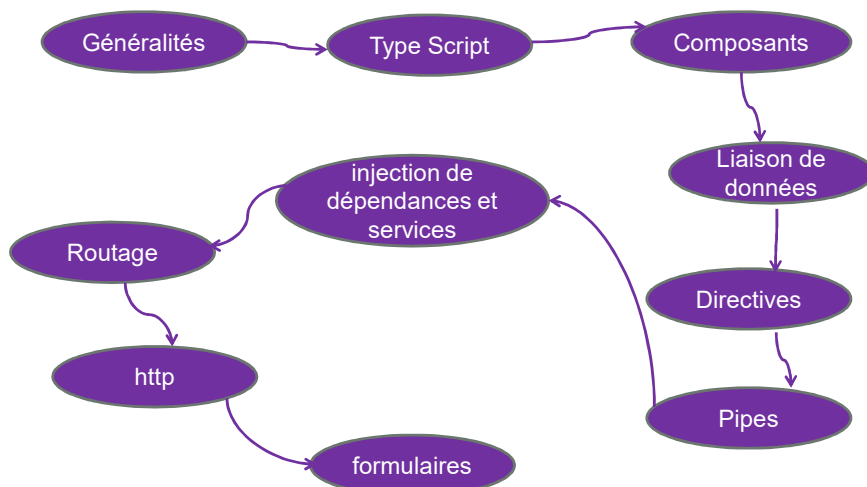 Généralités
Type Script
Composants
Liaison de
données
Directives
Pipes
injection de
dépendances et
services
Routage
http
formulaires